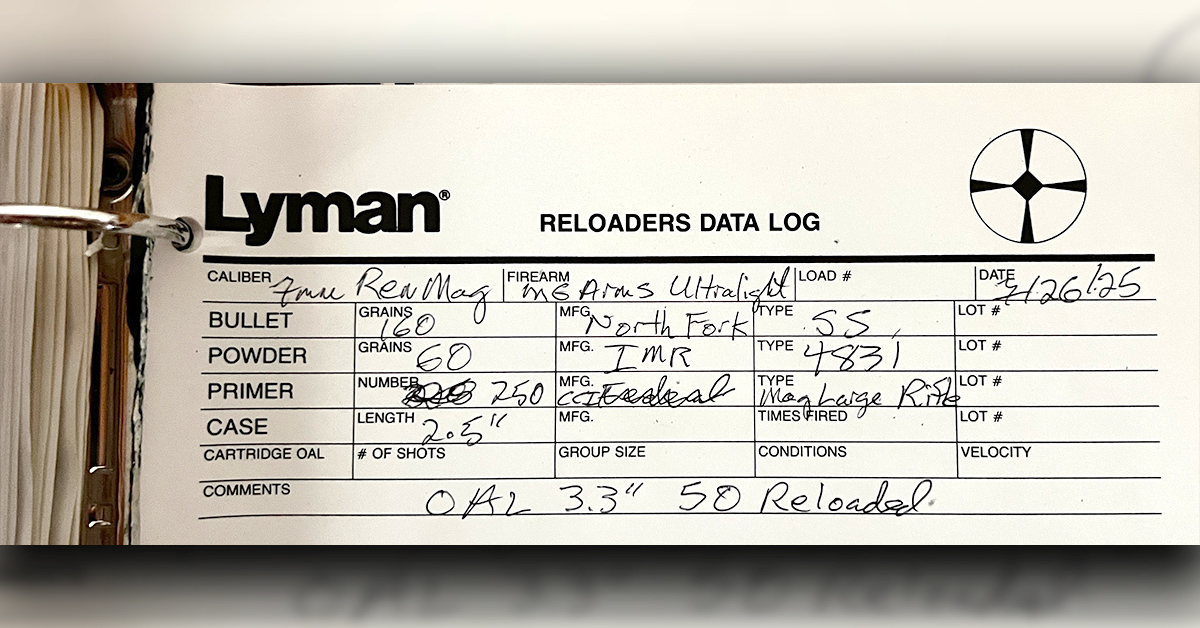 Lyman®
RELOADERS DATA LOG
CALIBER 7mm Rem Mag FIREARM MG Arms Ultralight LOAD # DATE 4/26/25
BULLET GRAINS 160 MFG. North Fork TYPE SS LOT #
POWDER GRAINS 60 MFG. IMR TYPE 4831 LOT #
PRIMER NUMBER 250 MFG. CCI Federal TYPE Mag Large Rifle LOT #
CASE LENGTH 2.5" MFG. TIMES FIRED LOT #
CARTRIDGE OAL # OF SHOTS GROUP SIZE CONDITIONS VELOCITY
COMMENTS OAL 3.3" 50 Reloaded